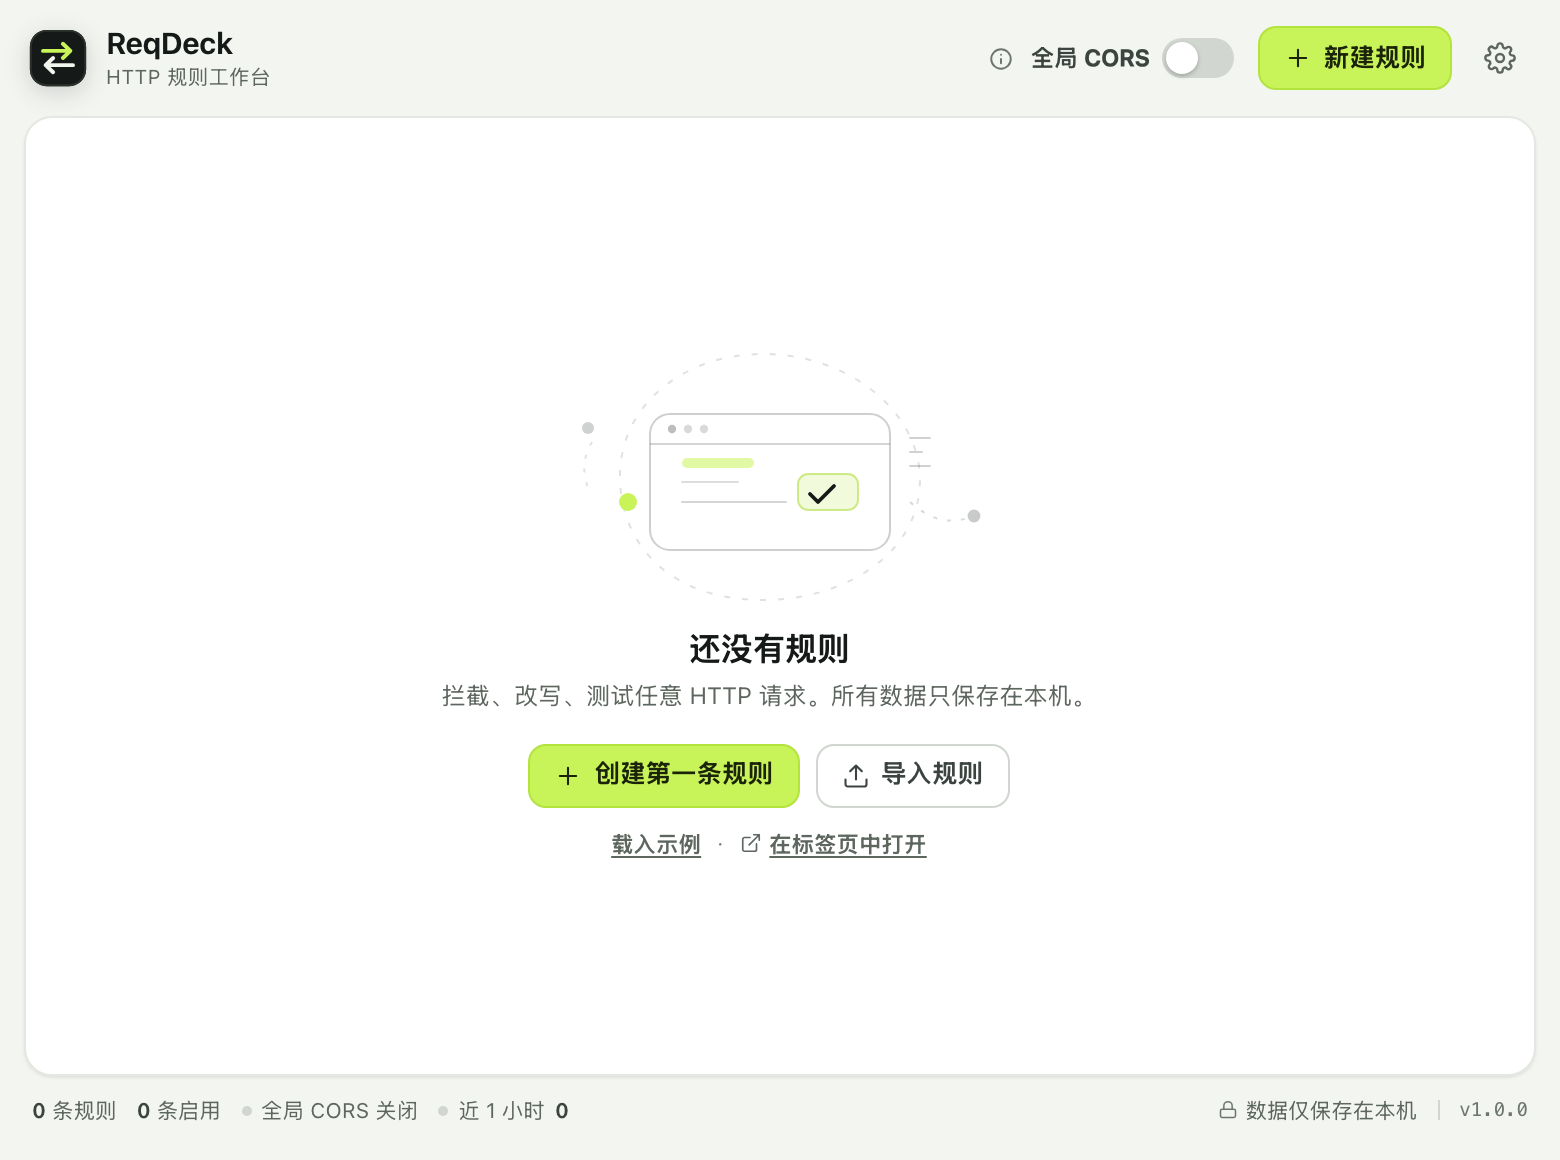 ReqDeck
HTTP 规则工作台
全局 CORS
新建规则
还没有规则
拦截、改写、测试任意 HTTP 请求。所有数据只保存在本机。
创建第一条规则
导入规则
载入示例 · 在标签页中打开
0 条规则 0 条启用 全局 CORS 关闭 近 1 小时 0
数据仅保存在本机 v1.0.0